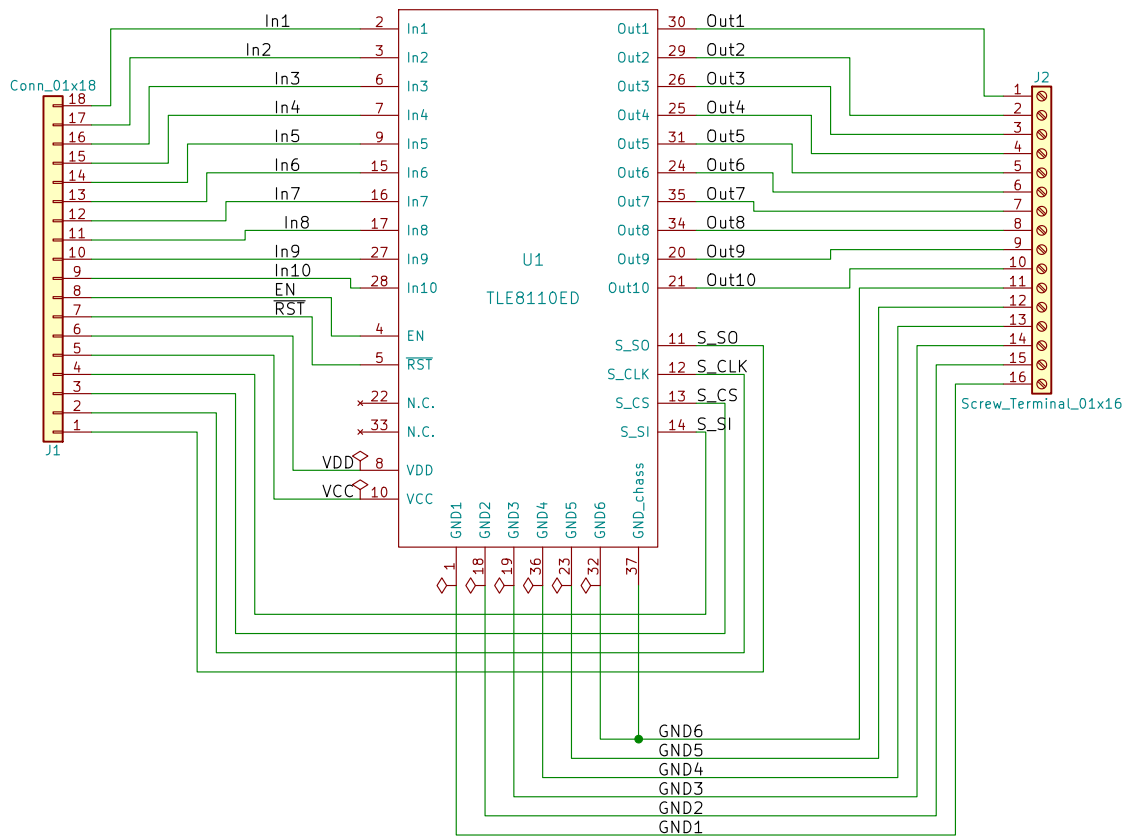 In1 2 In1 Out1 30 Out1
In2 3 In2 Out2 29 Out2
In3 6 In3 Out3 26 Out3
In4 7 In4 Out4 25 Out4
In5 9 In5 Out5 31 Out5
In6 15 In6 Out6 24 Out6
In7 16 In7 Out7 35 Out7
In8 17 In8 Out8 34 Out8
In9 27 In9 Out9 20 Out9
In10 28 In10 Out10 21 Out10
EN 4 EN
RST 5 RST
22 N.C.
33 N.C.
VDD 8 VDD
VCC 10 VCC
S_SO 11 S_SO
S_CLK 12 S_CLK
S_CS 13 S_CS
S_SI 14 S_SI
U1
TLE8110ED
GND1 1
GND2 18
GND3 19
GND4 36
GND5 23
GND6 32
GND_chass 37
Conn_01x18
18
17
16
15
14
13
12
11
10
9
8
7
6
5
4
3
2
1
J1
J2
1
2
3
4
5
6
7
8
9
10
11
12
13
14
15
16
Screw_Terminal_01x16
GND6
GND5
GND4
GND3
GND2
GND1